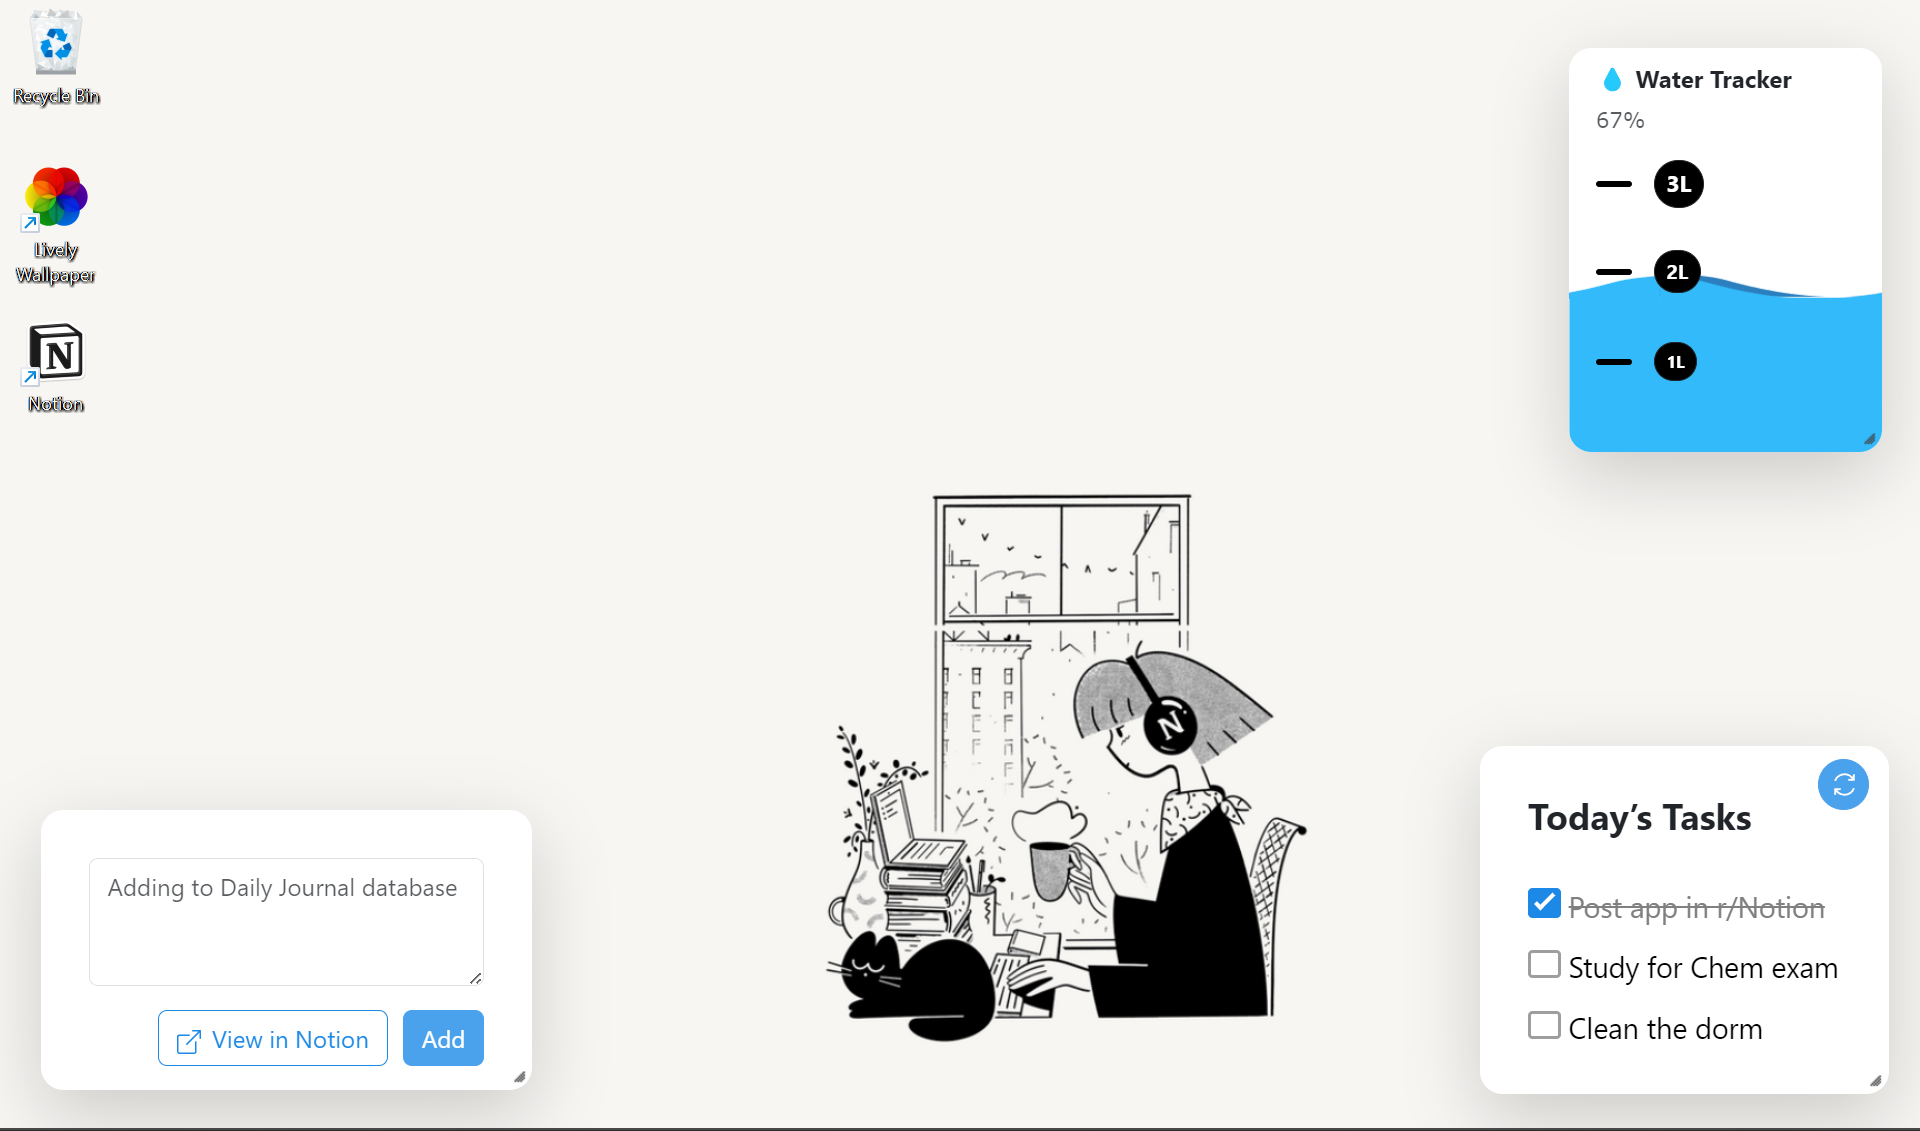 Recycle Bin
Lively
Wallpaper
N
Notion
Water Tracker
67%
3L
2L
1L
N
Adding to Daily Journal database
View in Notion
Add
Today’s Tasks
Post app in r/Notion
Study for Chem exam
Clean the dorm